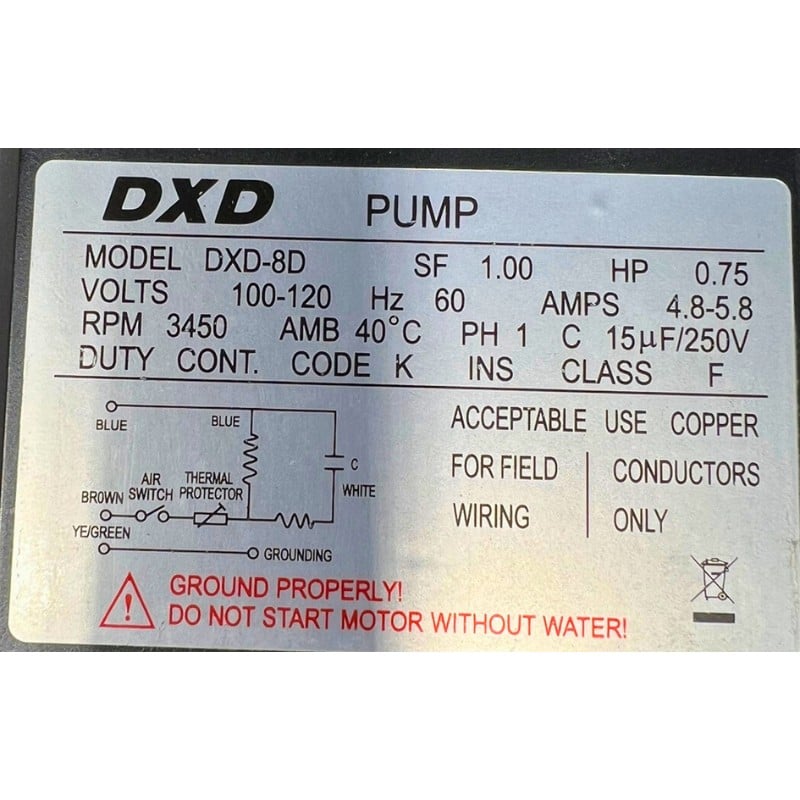 DXD PUMP
MODEL DXD-8D SF 1.00 HP 0.75
VOLTS 100-120 Hz 60 AMPS 4.8-5.8
RPM 3450 AMB 40°C PH 1 C 15µF/250V
DUTY CONT. CODE K INS CLASS F
BLUE BLUE
C
WHITE
BROWN AIR SWITCH THERMAL PROTECTOR
YE/GREEN
GROUNDING
ACCEPTABLE USE COPPER
FOR FIELD CONDUCTORS
WIRING ONLY
GROUND PROPERLY!
DO NOT START MOTOR WITHOUT WATER!